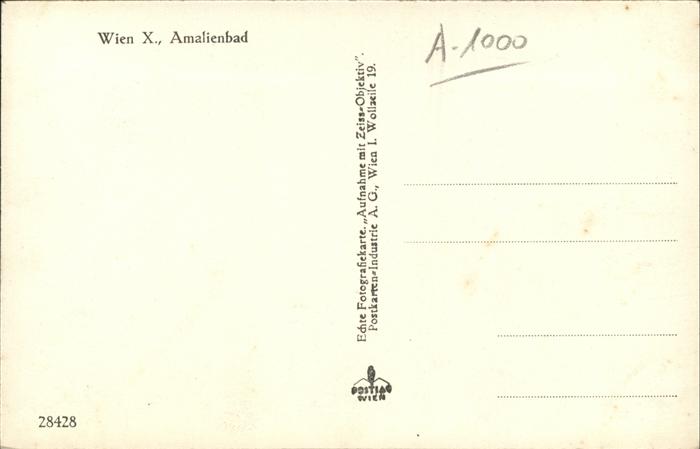 Wien X., Amalienbad
A-1000
Echte Fotografiekarte. „Aufnahme mit Zeiss-Objektiv".
Postkarten-Industrie A. G., Wien I. Wollzeile 19.
POSTIAG
WIEN
28428